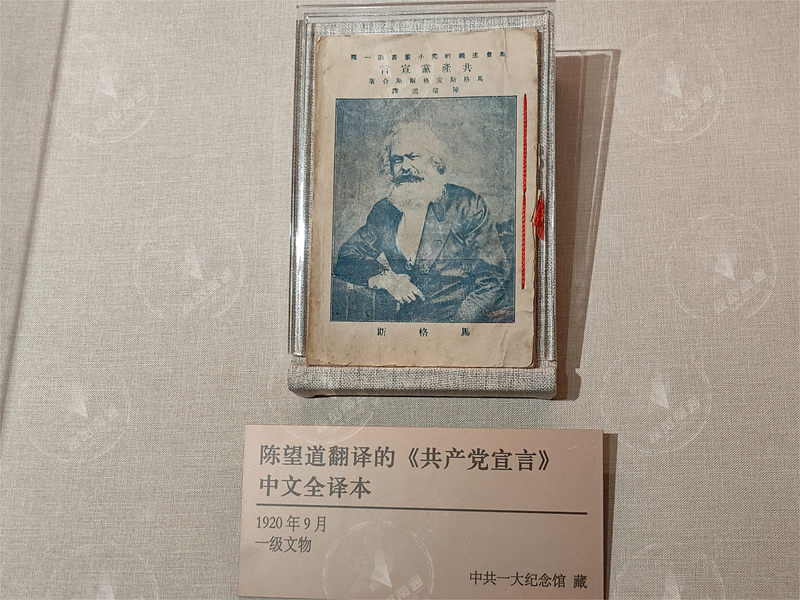 社會主義研究小叢書第一種
共產黨宣言
馬格斯安格爾斯合著
陳望道譯
馬格斯
陈望道翻译的《共产党宣言》
中文全译本
1920年9月
一级文物
中共一大纪念馆 藏